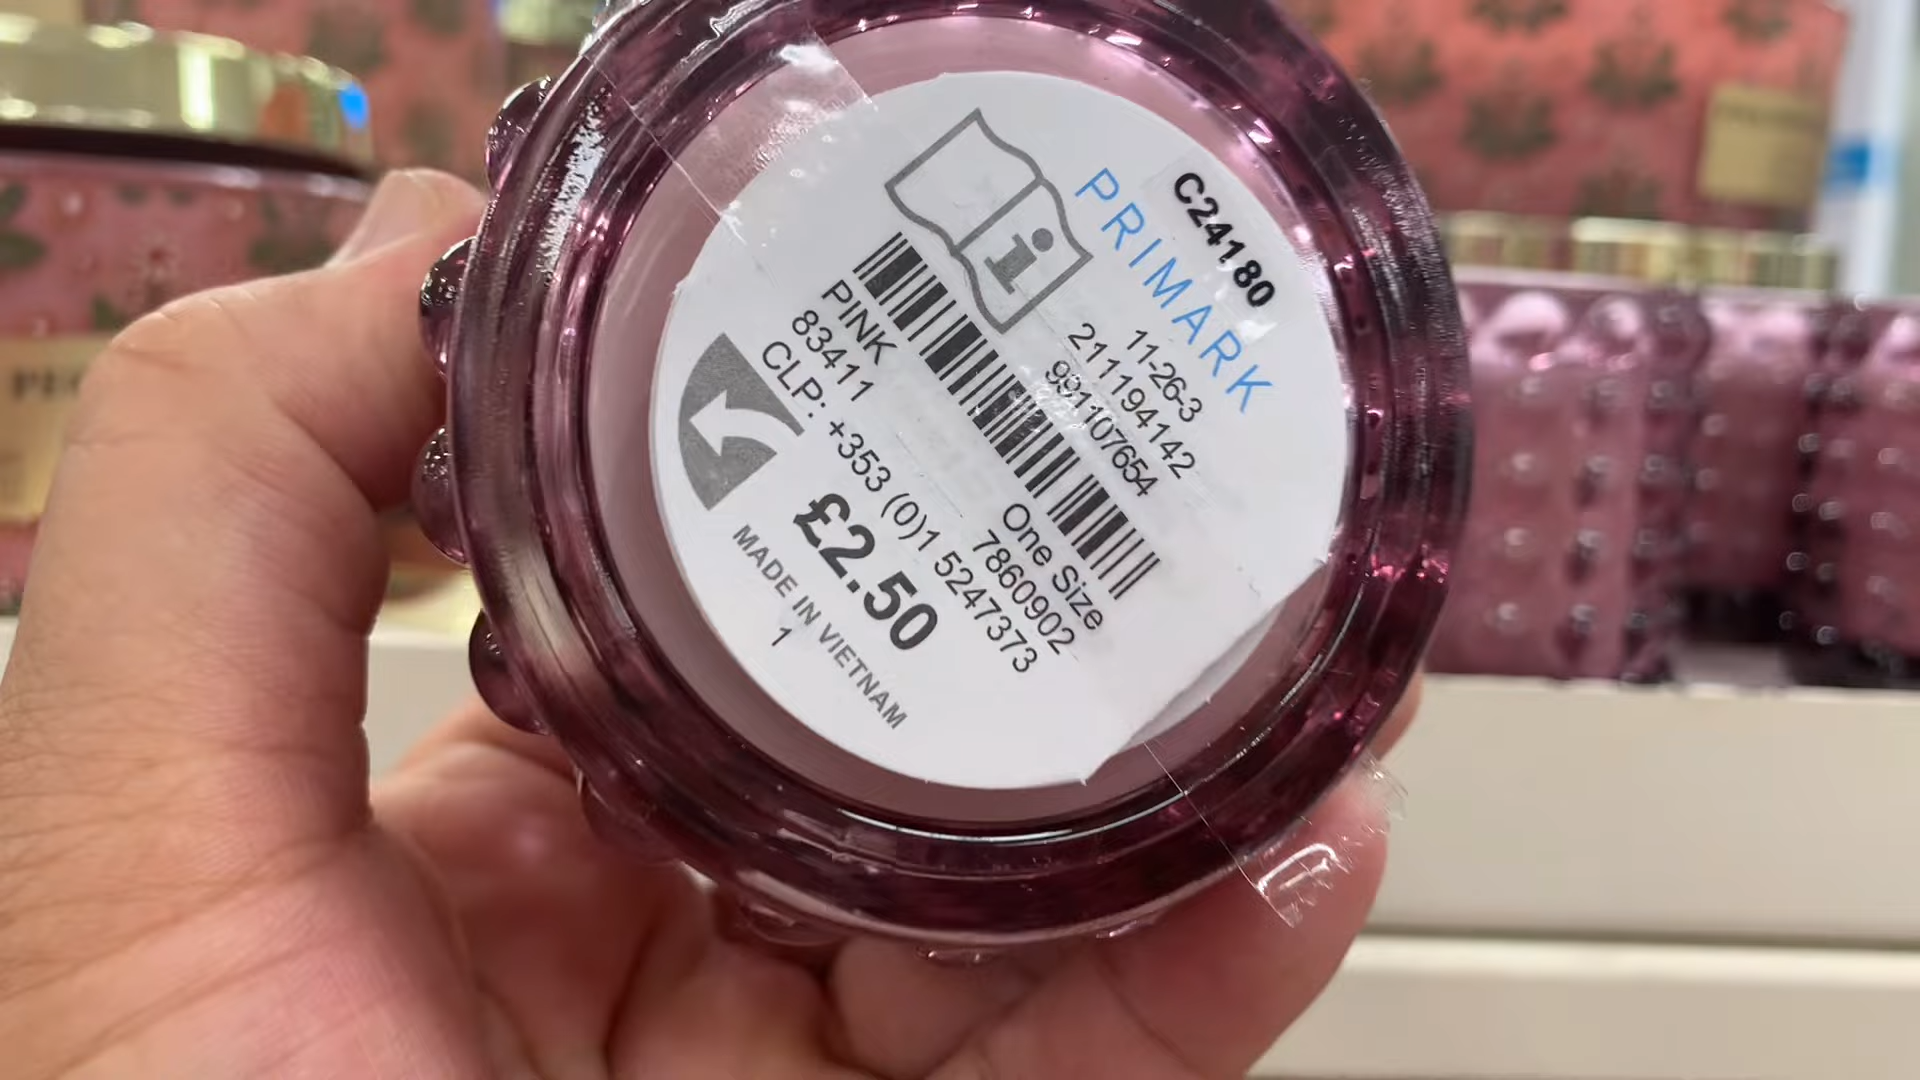 C24180
PRIMARK
11-26-3
2111194142
991107654
PINK
One Size
83411
7860902
CLP: +353 (0)1 5247373
£2.50
MADE IN VIETNAM
1